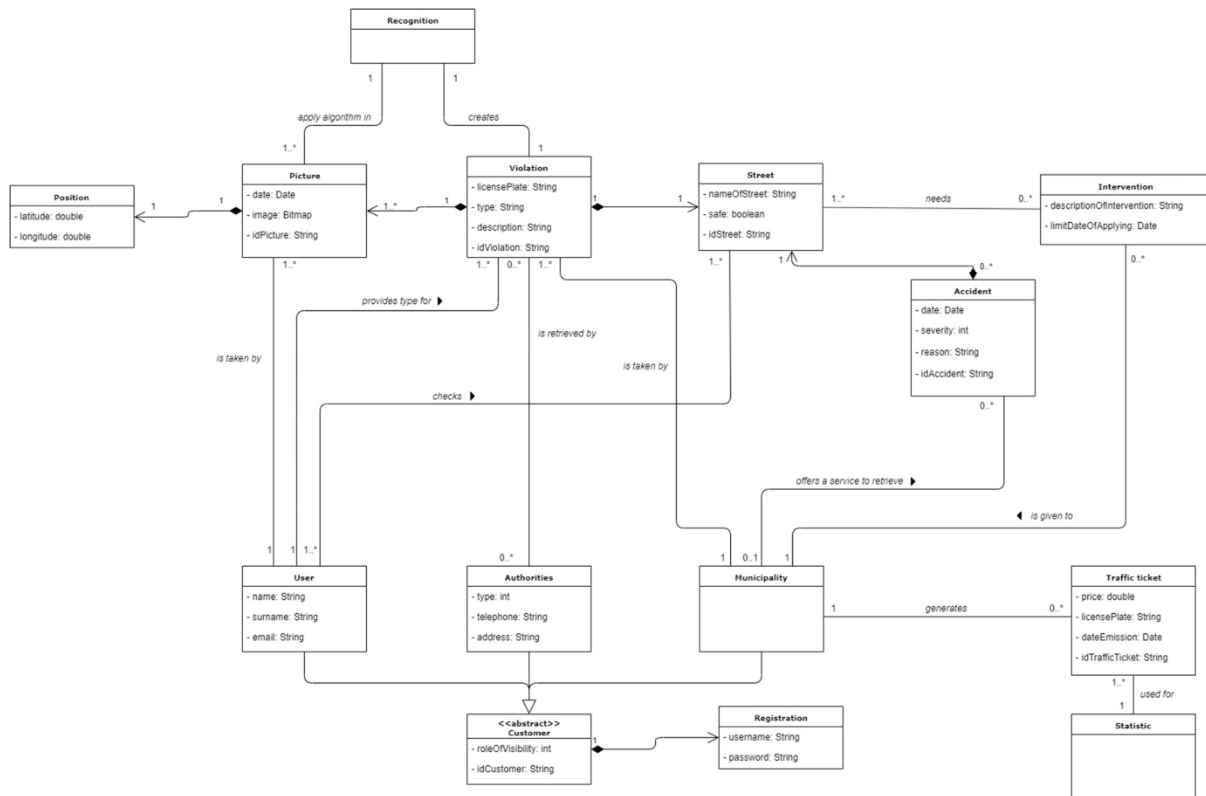 Recognition
1
1
apply algorithm in
creates
1..*
1
Picture
- date: Date
- image: Bitmap
- idPicture: String
Violation
- licensePlate: String
- type: String
- description: String
- idViolation: String
Street
- nameOfStreet: String
- safe: boolean
- idStreet: String
Intervention
- descriptionOfIntervention: String
- limitDateOfApplying: Date
Position
- latitude: double
- longitude: double
1
1
1..*
1
1
1
1..*
needs
0..*
1..*
1..*
0..*
1..*
1..*
1
0..*
0..*
Accident
- date: Date
- severity: int
- reason: String
- idAccident: String
provides type for
is retrieved by
is taken by
is taken by
checks
0..*
offers a service to retrieve
is given to
1
1
1..*
0..*
1
0..1
1
User
- name: String
- surname: String
- email: String
Authorities
- type: int
- telephone: String
- address: String
Municipality
Traffic ticket
- price: double
- licensePlate: String
- dateEmission: Date
- idTrafficTicket: String
1
generates
0..*
1..*
used for
1
Statistic
<<abstract>>
Customer
- roleOfVisibility: int
- idCustomer: String
1
1
Registration
- username: String
- password: String